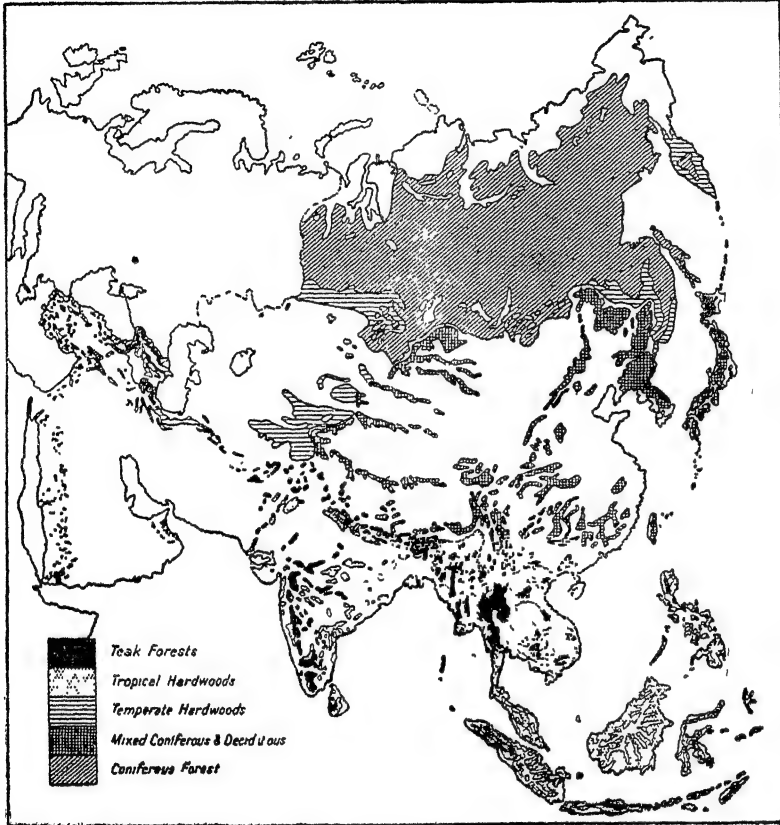 Teak Forests
Tropical Hardwoods
Temperate Hardwoods
Mixed Coniferous & Deciduous
Coniferous Forest